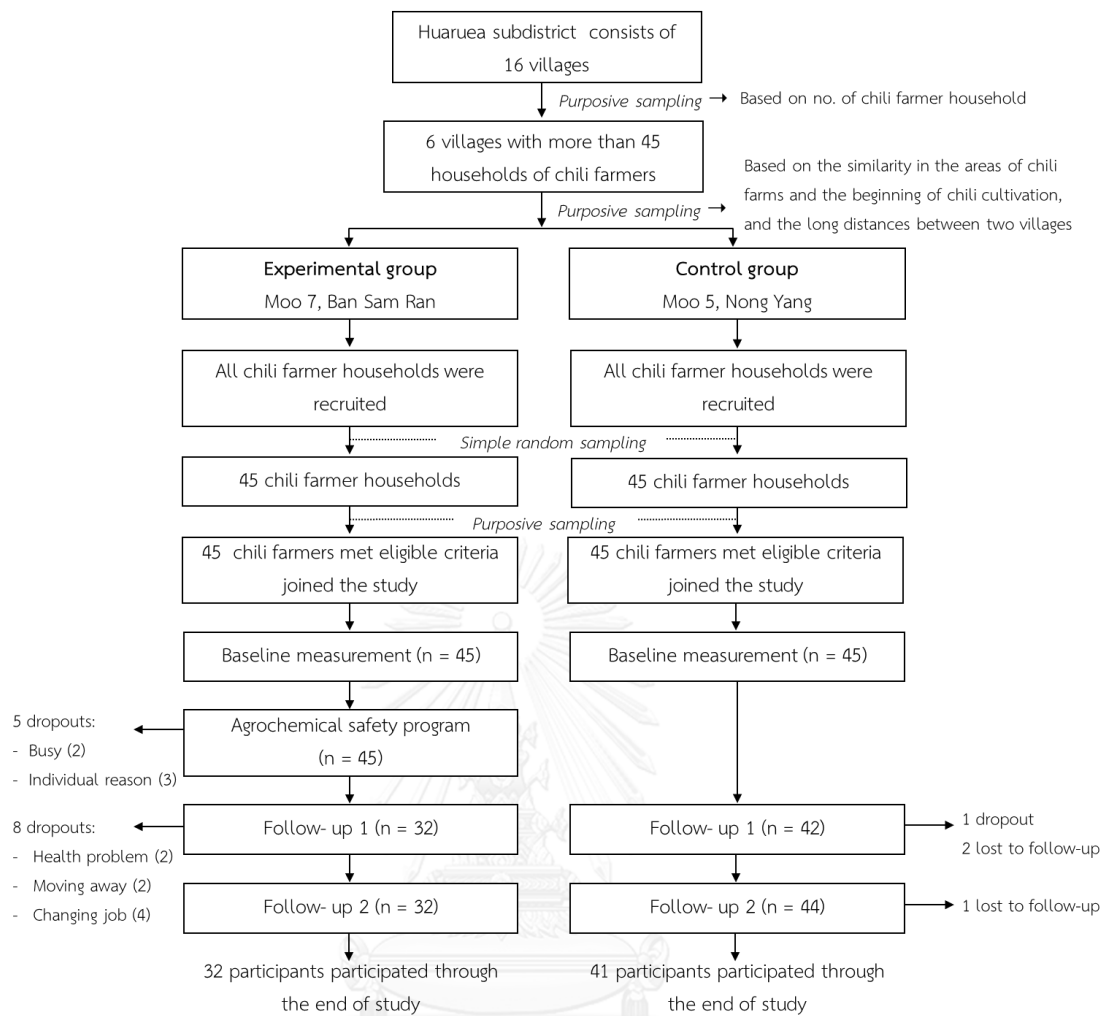 Huaruea subdistrict consists of
16 villages
Purposive sampling → Based on no. of chili farmer household
6 villages with more than 45
households of chili farmers
Purposive sampling →
Based on the similarity in the areas of chili
farms and the beginning of chili cultivation,
and the long distances between two villages
Experimental group
Moo 7, Ban Sam Ran
Control group
Moo 5, Nong Yang
All chili farmer households were
recruited
All chili farmer households were
recruited
Simple random sampling
45 chili farmer households
45 chili farmer households
Purposive sampling
45 chili farmers met eligible criteria
joined the study
45 chili farmers met eligible criteria
joined the study
Baseline measurement (n = 45)
Baseline measurement (n = 45)
5 dropouts:
- Busy (2)
- Individual reason (3)
Agrochemical safety program
(n = 45)
8 dropouts:
- Health problem (2)
- Moving away (2)
- Changing job (4)
Follow- up 1 (n = 32)
Follow- up 1 (n = 42)
1 dropout
2 lost to follow-up
Follow- up 2 (n = 32)
Follow- up 2 (n = 44)
1 lost to follow-up
32 participants participated through
the end of study
41 participants participated through
the end of study